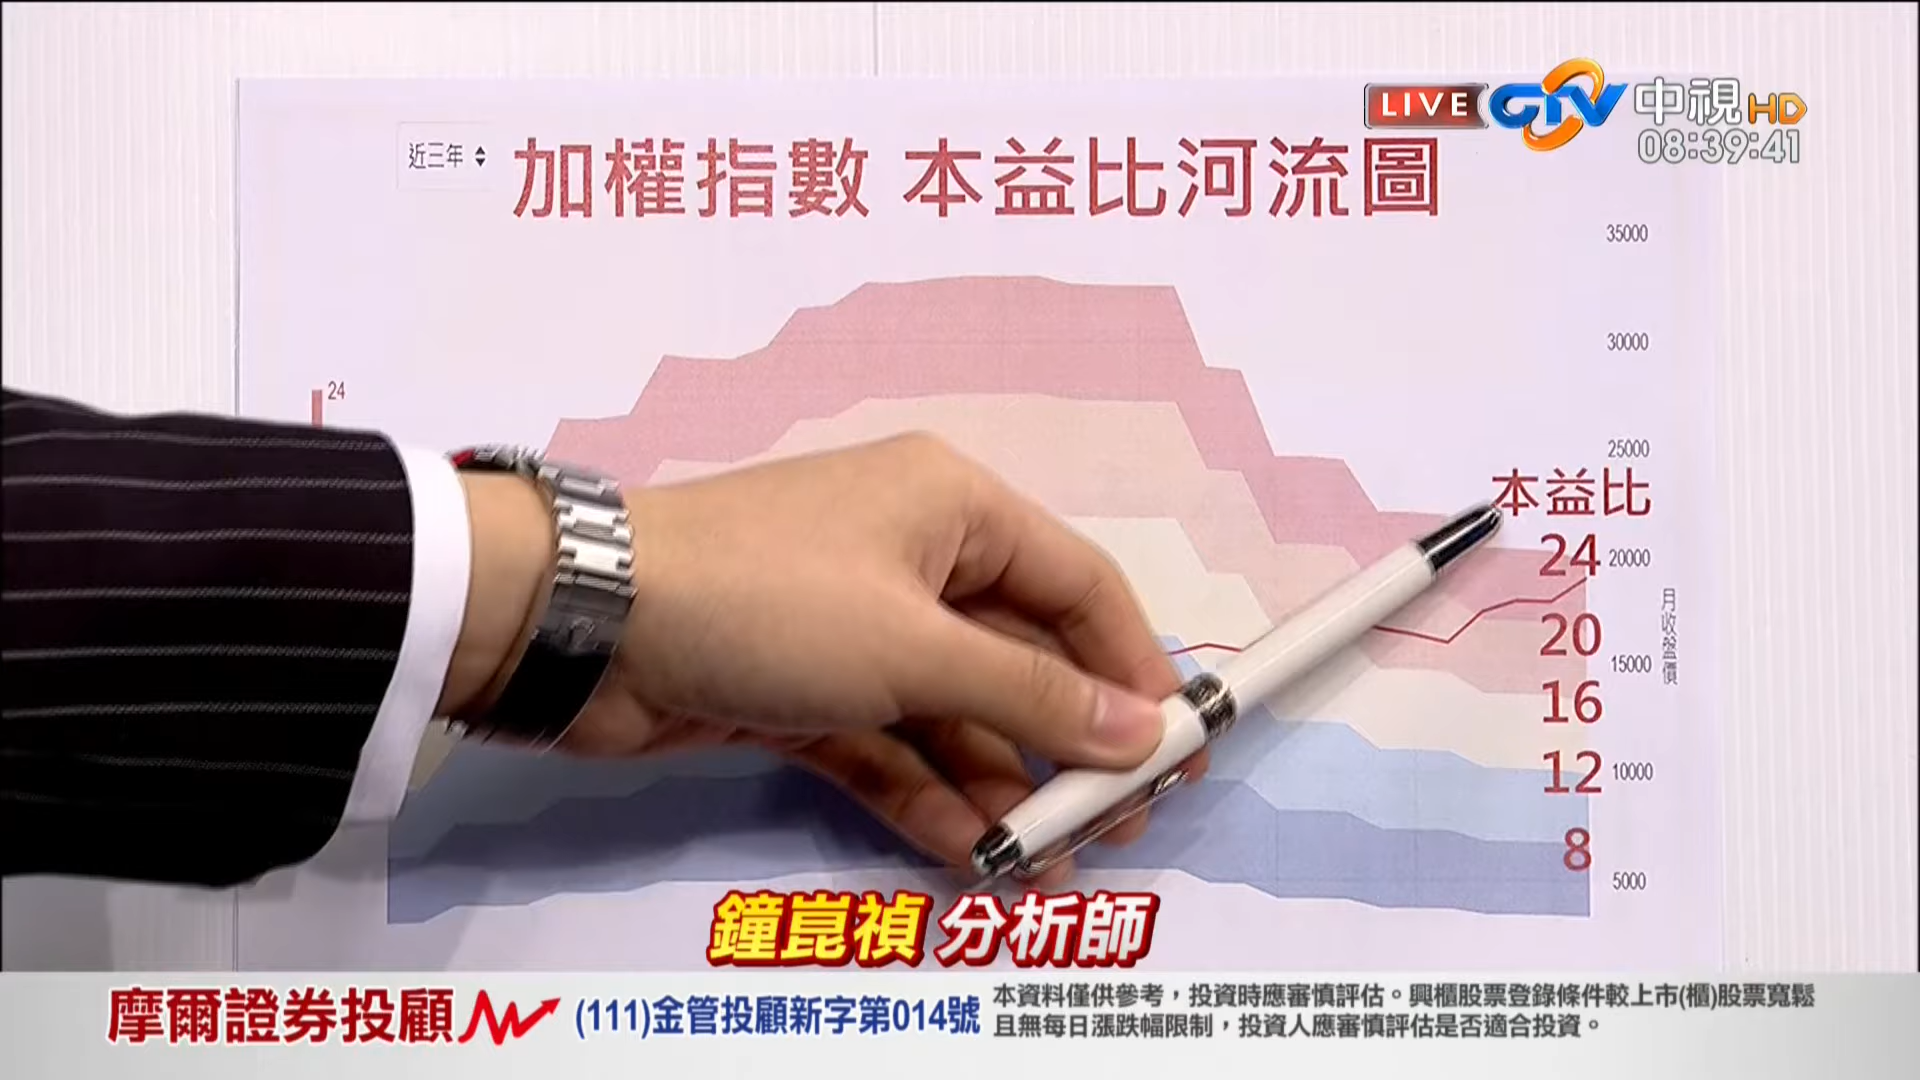 LIVE CTV 中視 HD
08:39:41
近三年 加權指數 本益比河流圖
35000
30000
24
25000
本益比
24 20000
20
15000
月收盤價
16
12 10000
8
5000
鐘崑禎 分析師
摩爾證券投顧 (111)金管投顧新字第014號
本資料僅供參考，投資時應審慎評估。興櫃股票登錄條件較上市(櫃)股票寬鬆
且無每日漲跌幅限制，投資人應審慎評估是否適合投資。